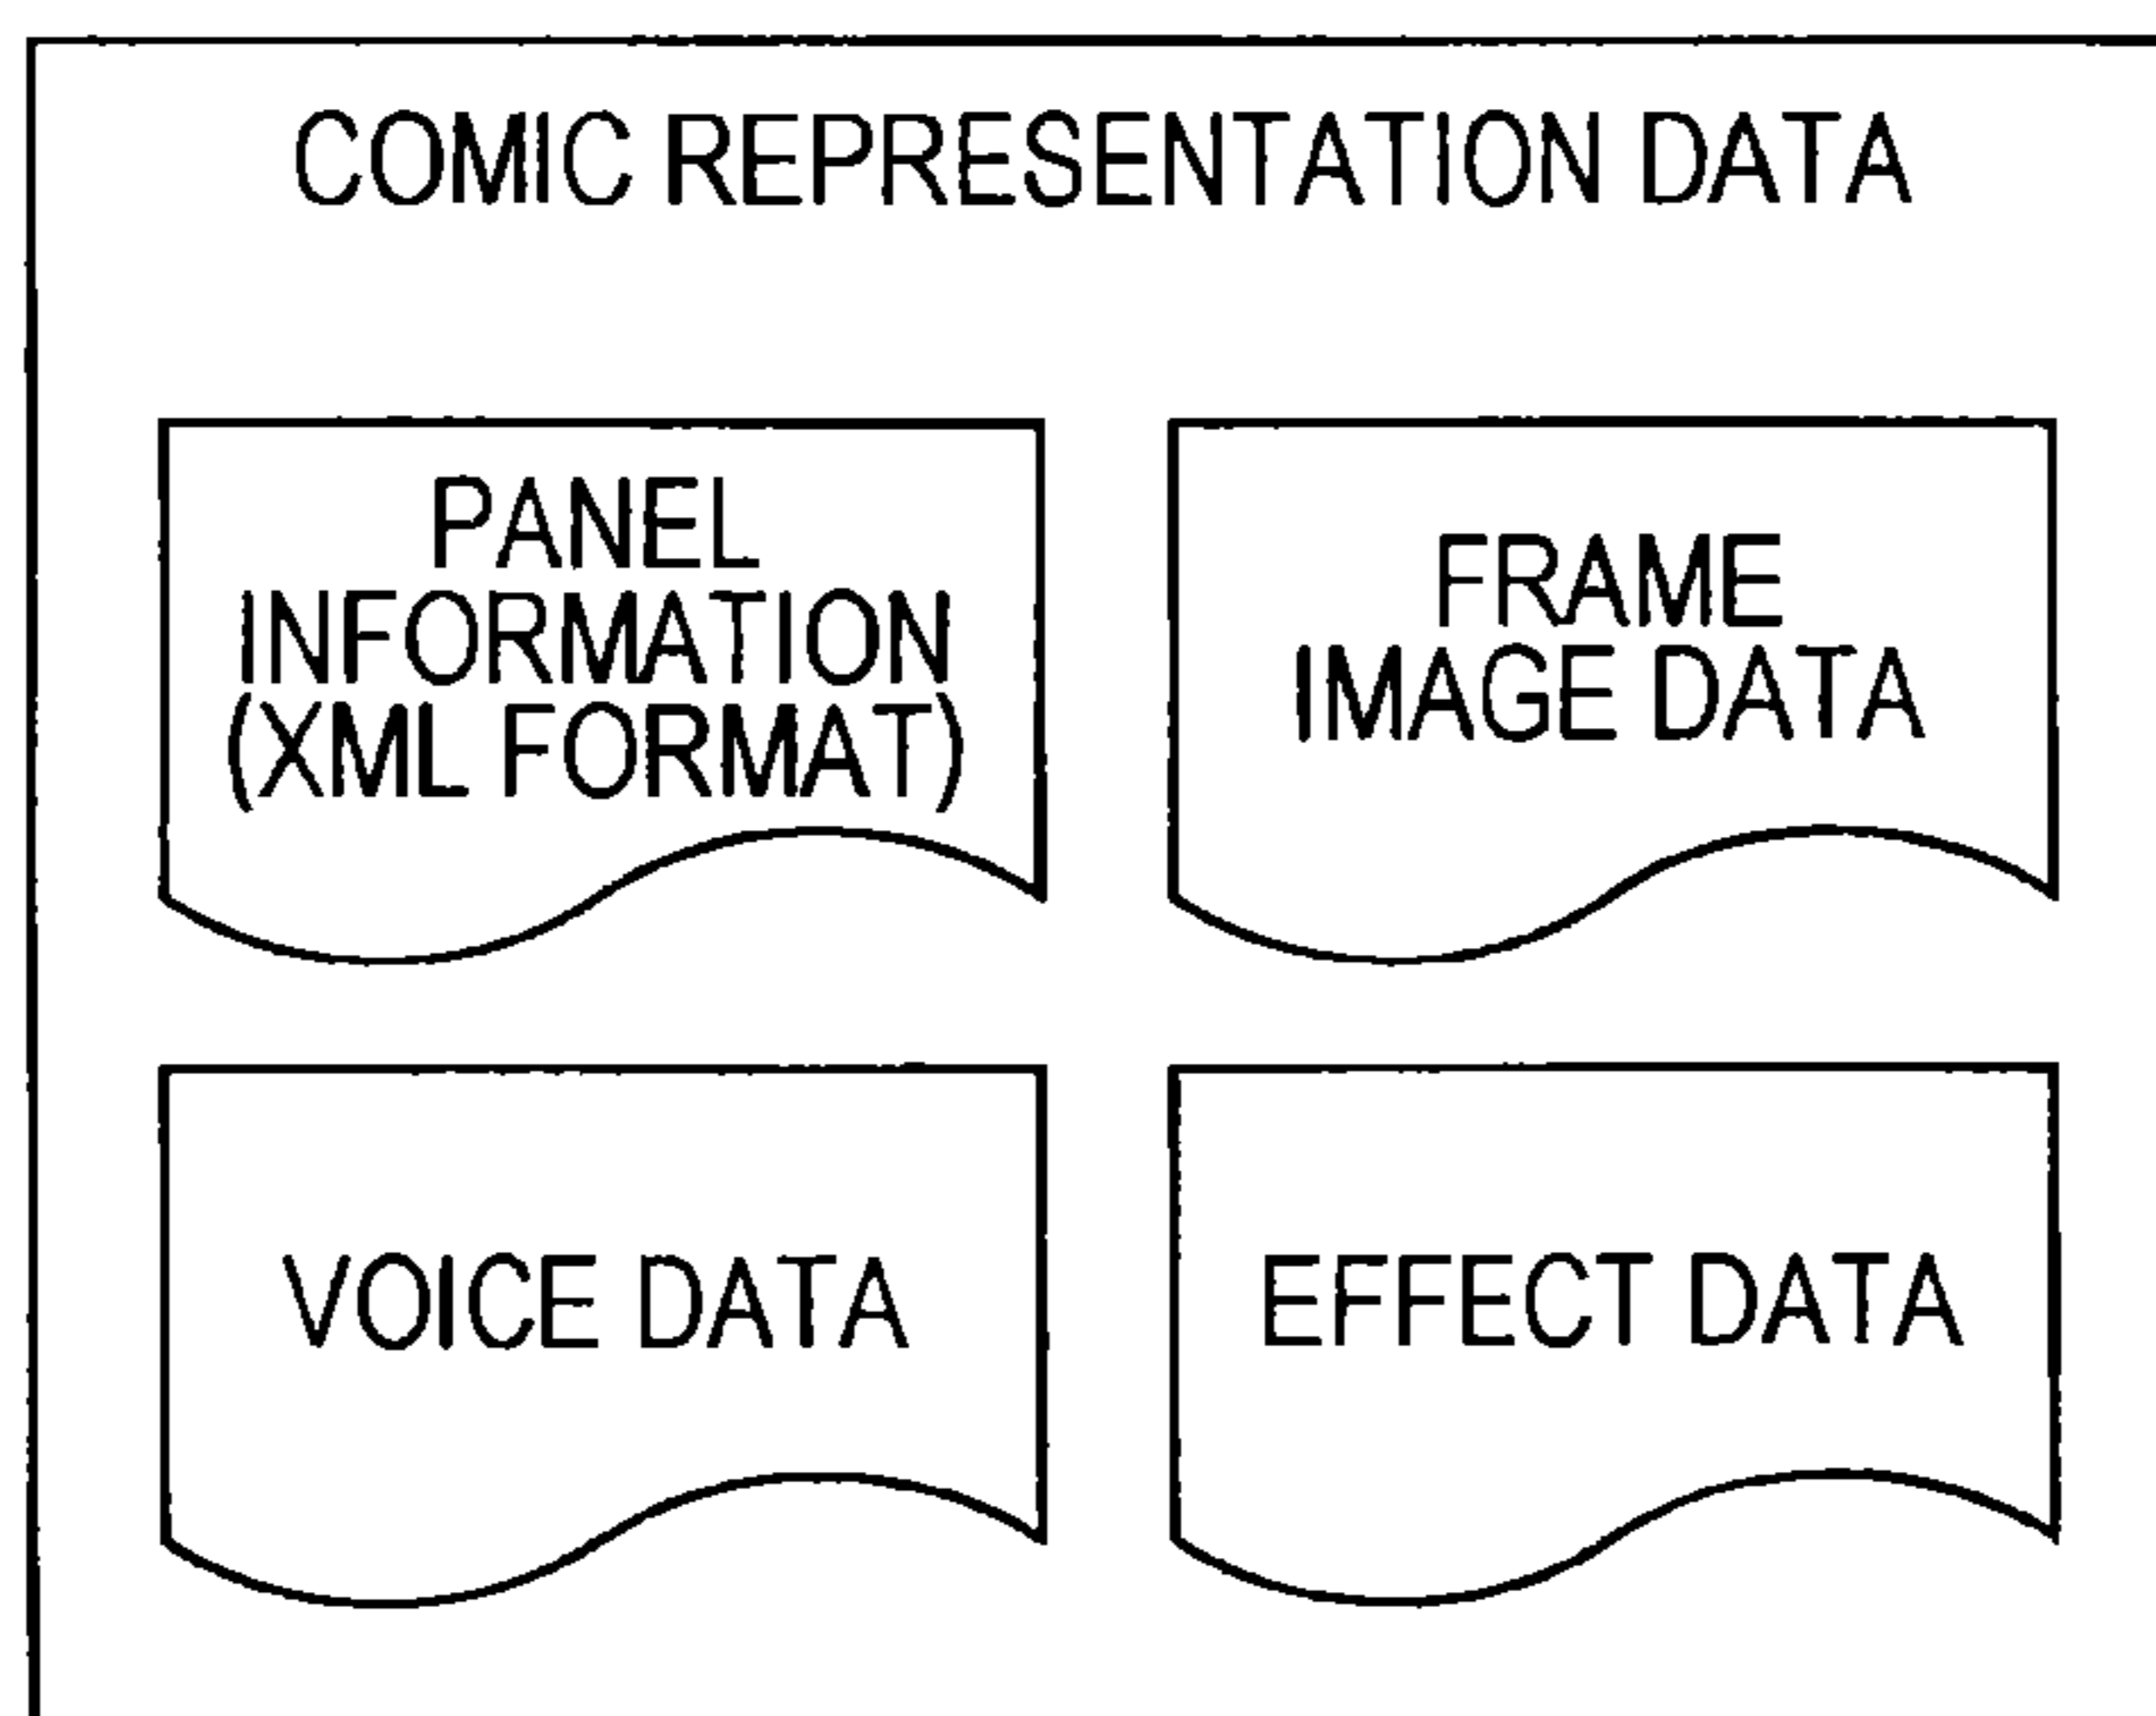 COMIC REPRESENTATION DATA
PANEL
INFORMATION
(XML FORMAT)
FRAME
IMAGE DATA
VOICE DATA
EFFECT DATA